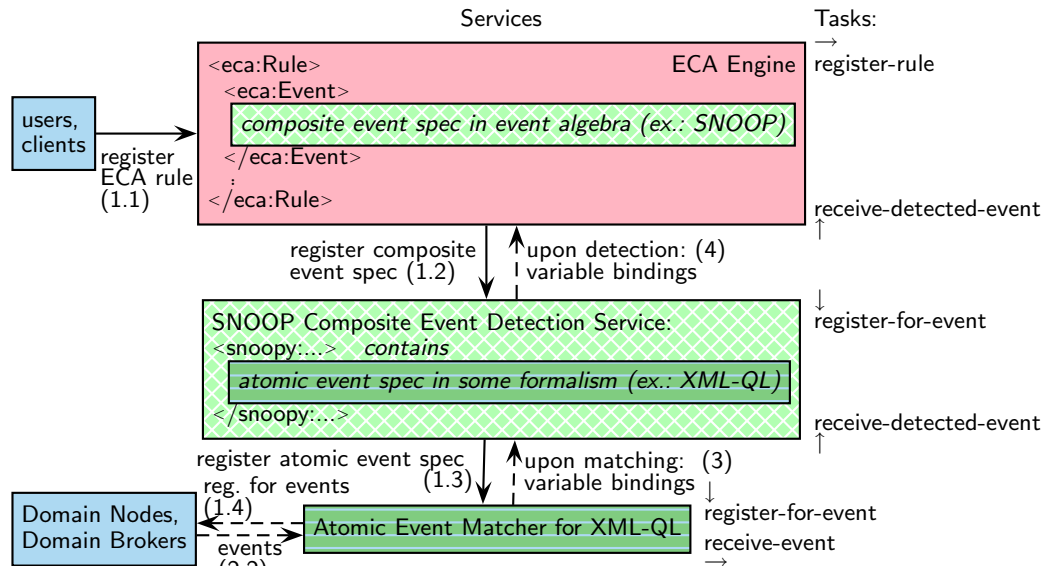 Services
Tasks:
→
<eca:Rule>
ECA Engine
register-rule
<eca:Event>
users,
clients
composite event spec in event algebra (ex.: SNOOP)
register
ECA rule
(1.1)
</eca:Event>
:
</eca:Rule>
receive-detected-event
↑
register composite
event spec (1.2)
upon detection: (4)
variable bindings
↓
register-for-event
SNOOP Composite Event Detection Service:
<snoopy:...> contains
atomic event spec in some formalism (ex.: XML-QL)
</snoopy:...>
receive-detected-event
↑
register atomic event spec
(1.3)
upon matching: (3)
variable bindings
reg. for events
(1.4)
↓
register-for-event
Domain Nodes,
Domain Brokers
Atomic Event Matcher for XML-QL
receive-event
→
events